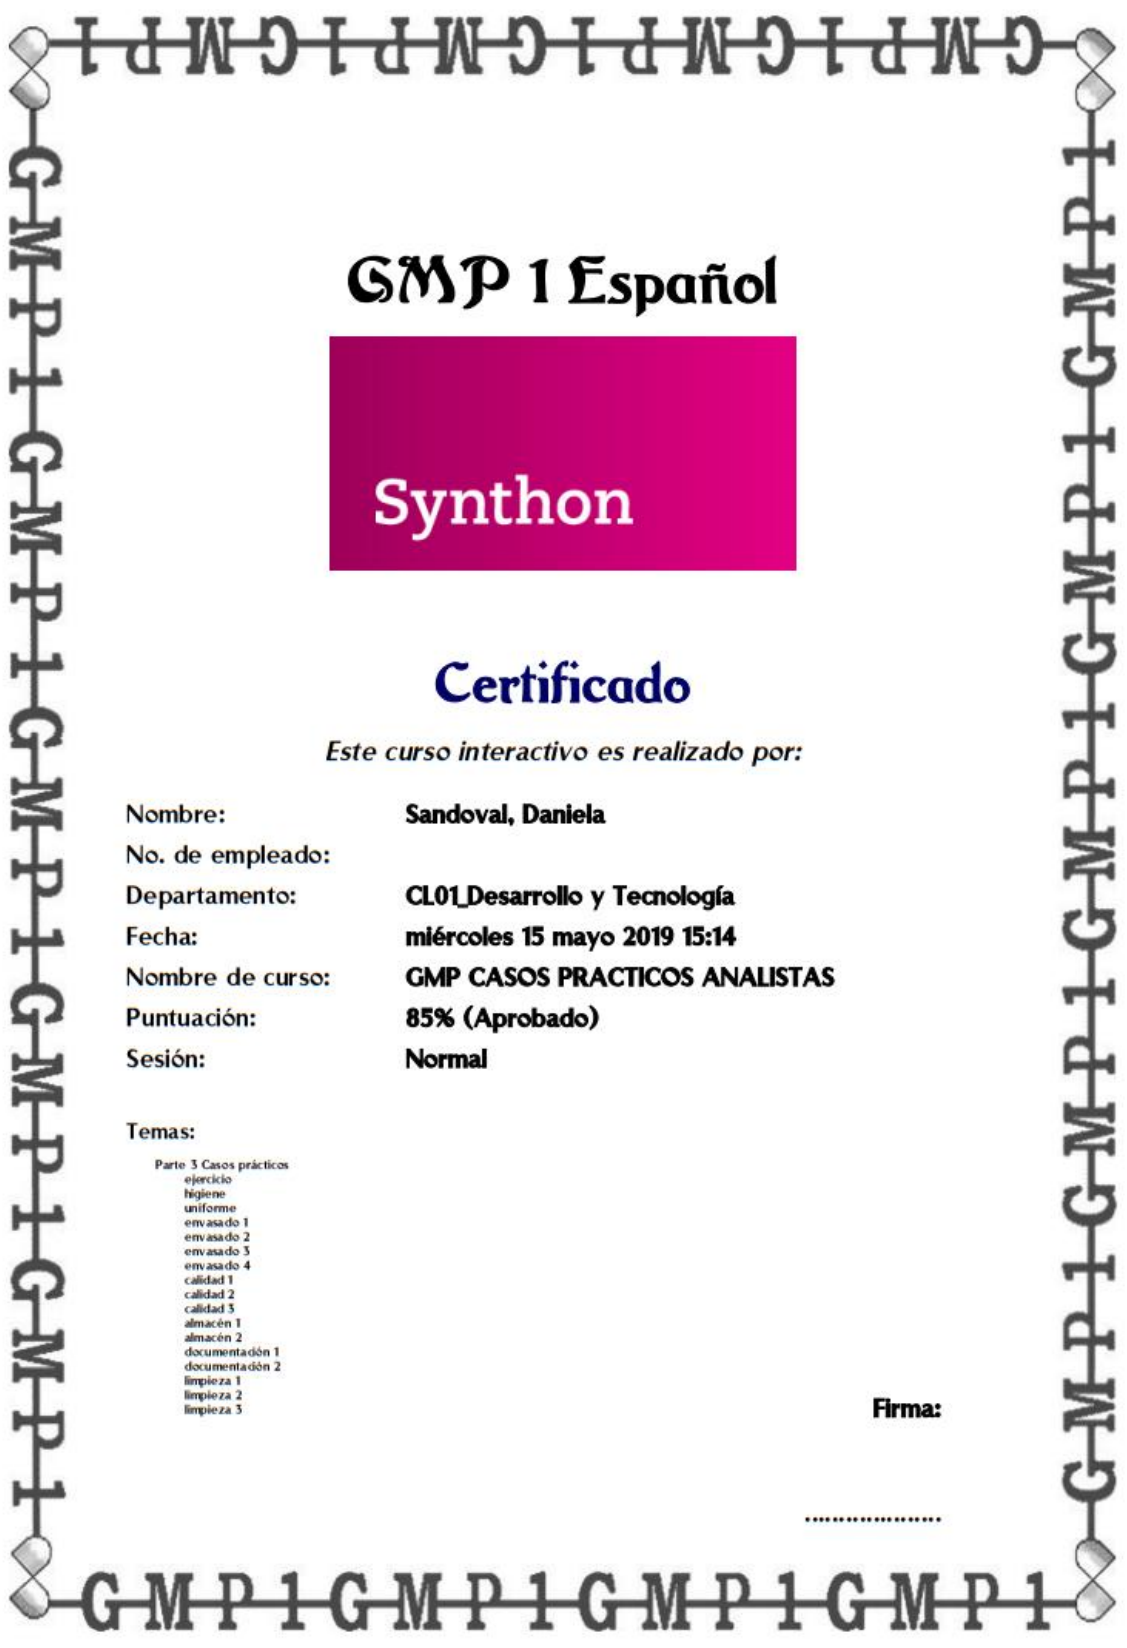 GMP1GMP1GMP1GMP1
GMP1GMP1GMP1GMP1GMP1
GMP1GMP1GMP1GMP1GMP1
GMP 1 Español
Synthon
Certificado
Este curso interactivo es realizado por:
Nombre: Sandoval, Daniela
No. de empleado:
Departamento: CL01_Desarrollo y Tecnología
Fecha: miércoles 15 mayo 2019 15:14
Nombre de curso: GMP CASOS PRACTICOS ANALISTAS
Puntuación: 85% (Aprobado)
Sesión: Normal
Temas:
Parte 3 Casos prácticos
ejercicio
higiene
uniforme
envasado 1
envasado 2
envasado 3
envasado 4
calidad 1
calidad 2
calidad 3
almacén 1
almacén 2
documentación 1
documentación 2
limpieza 1
limpieza 2
limpieza 3
Firma:
....................
GMP1GMP1GMP1GMP1